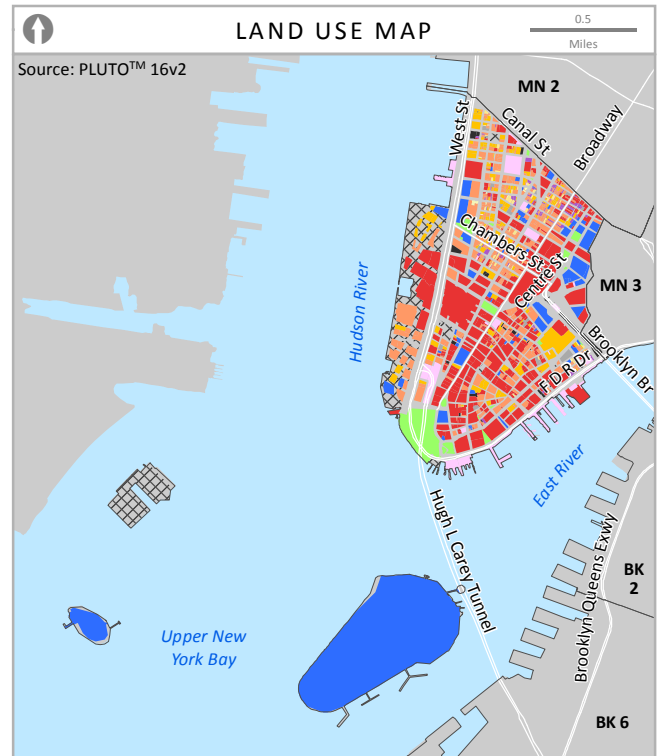 LAND USE MAP
0.5
Miles
Source: PLUTO™ 16v2
MN 2
Canal St
Broadway
West St
Chambers St
Centre St
MN 3
Hudson River
Brooklyn Br
F D R Dr
East River
Hugh L Carey Tunnel
Brooklyn Queens Exwy
BK
2
Upper New
York Bay
BK 6